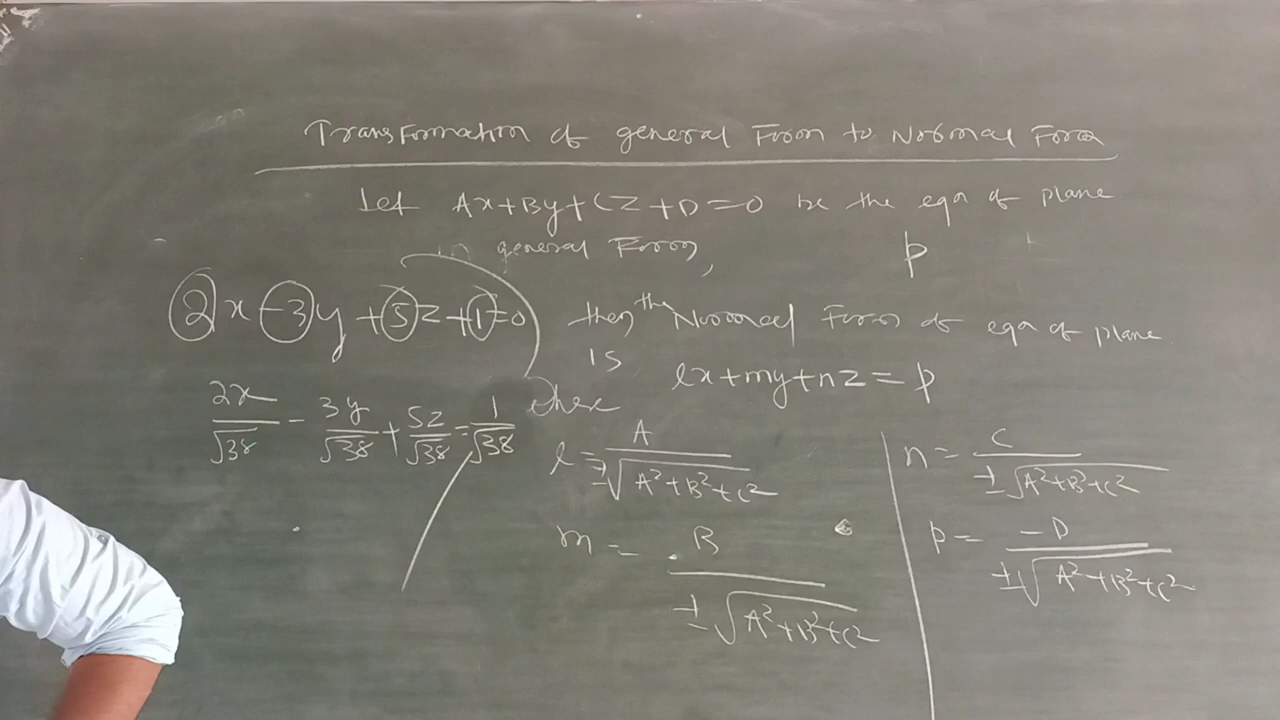 Transformation of general Form to Normal Form
Let Ax+By+CZ+D=0 be the eqn of plane
in general Form,
p
2x-3y+5z+1=0
then the Normal Form of eqn of plane
is
lx+my+nz=p
2x/√38 - 3y/√38 + 5z/√38 = 1/√38
where
l = A/±√A²+B²+C²
m = B/±√A²+B²+C²
n = C/±√A²+B²+C²
p = -D/±√A²+B²+C²